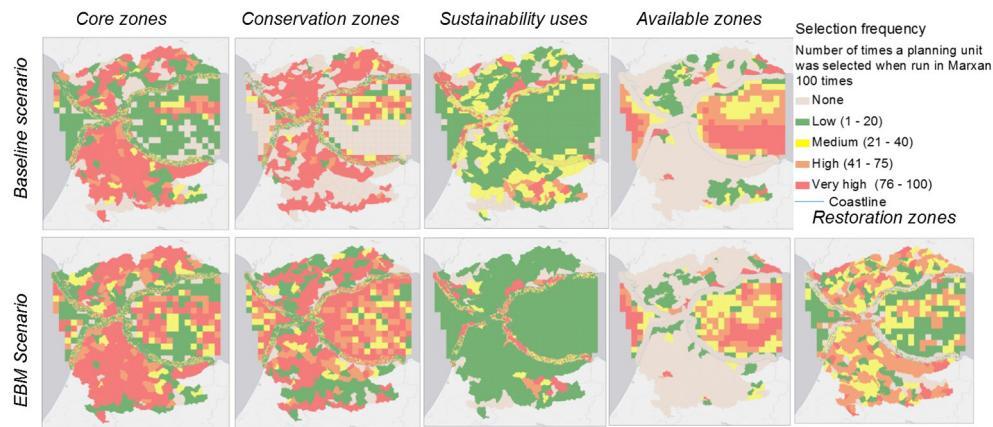 Core zones
Conservation zones
Sustainability uses
Available zones
Baseline scenario
Selection frequency
Number of times a planning unit
was selected when run in Marxan
100 times
None
Low (1 - 20)
Medium (21 - 40)
High (41 - 75)
Very high (76 - 100)
Coastline
Restoration zones
EBM Scenario